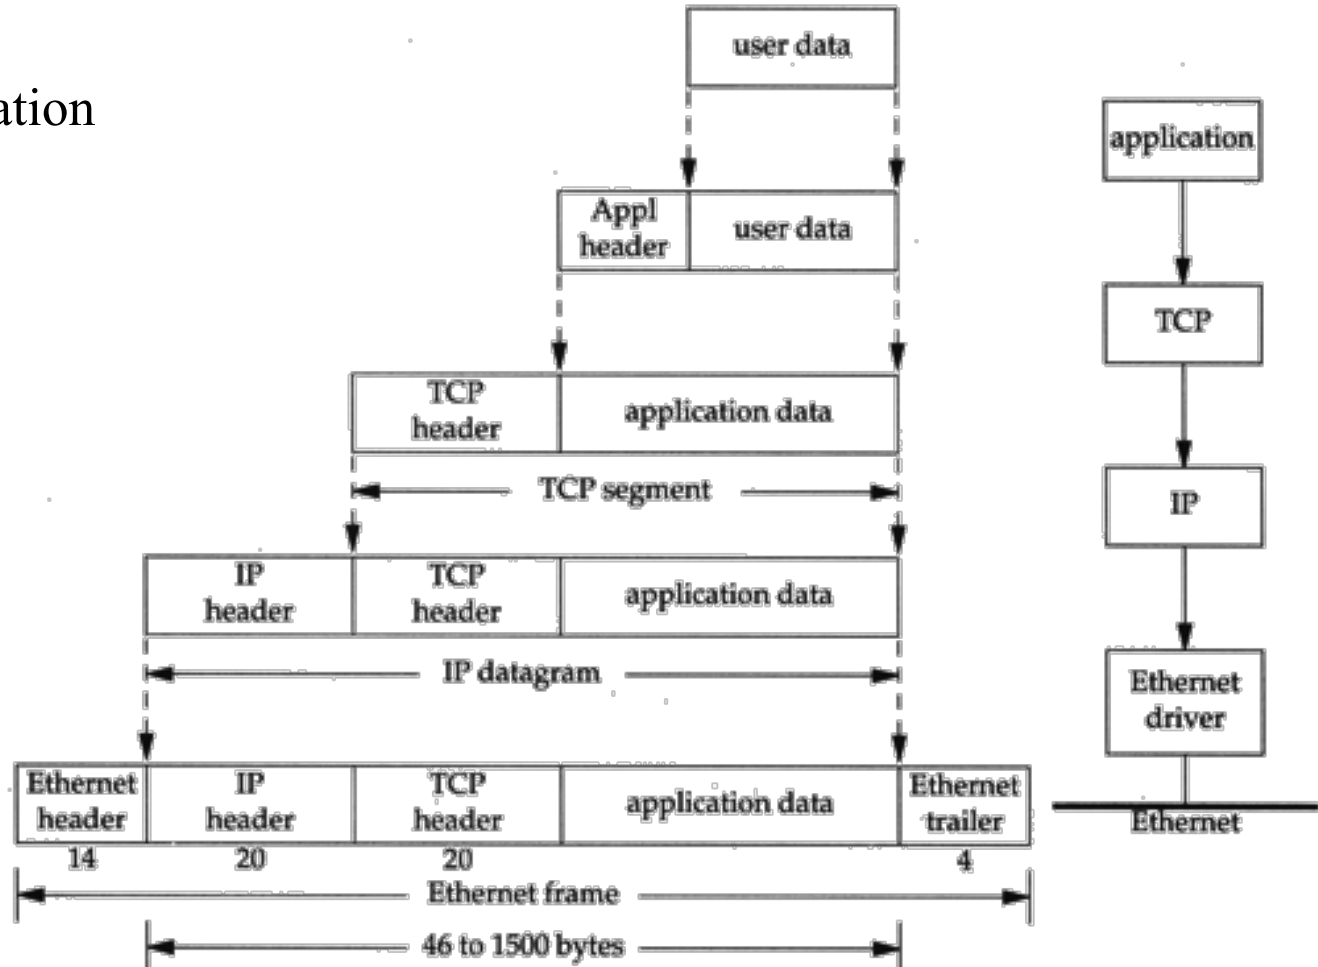 user data
ation
application
Appl
header
user data
TCP
header
application data
TCP
TCP segment
IP
IP
header
TCP
header
application data
IP datagram
Ethernet
driver
Ethernet
header
IP
header
TCP
header
application data
Ethernet
trailer
Ethernet
14
20
20
4
Ethernet frame
46 to 1500 bytes